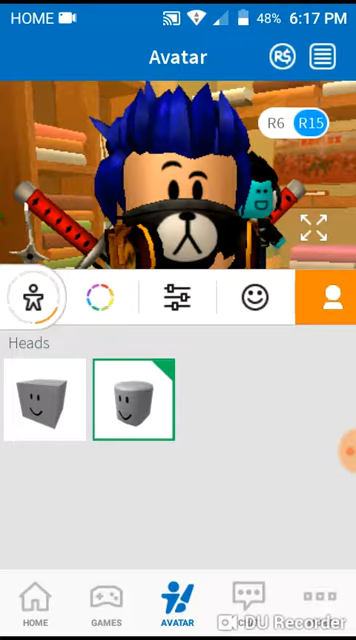 HOME 48% 6:17 PM
Avatar
R$
R6 R15
Heads
HOME GAMES AVATAR
DU Recorder